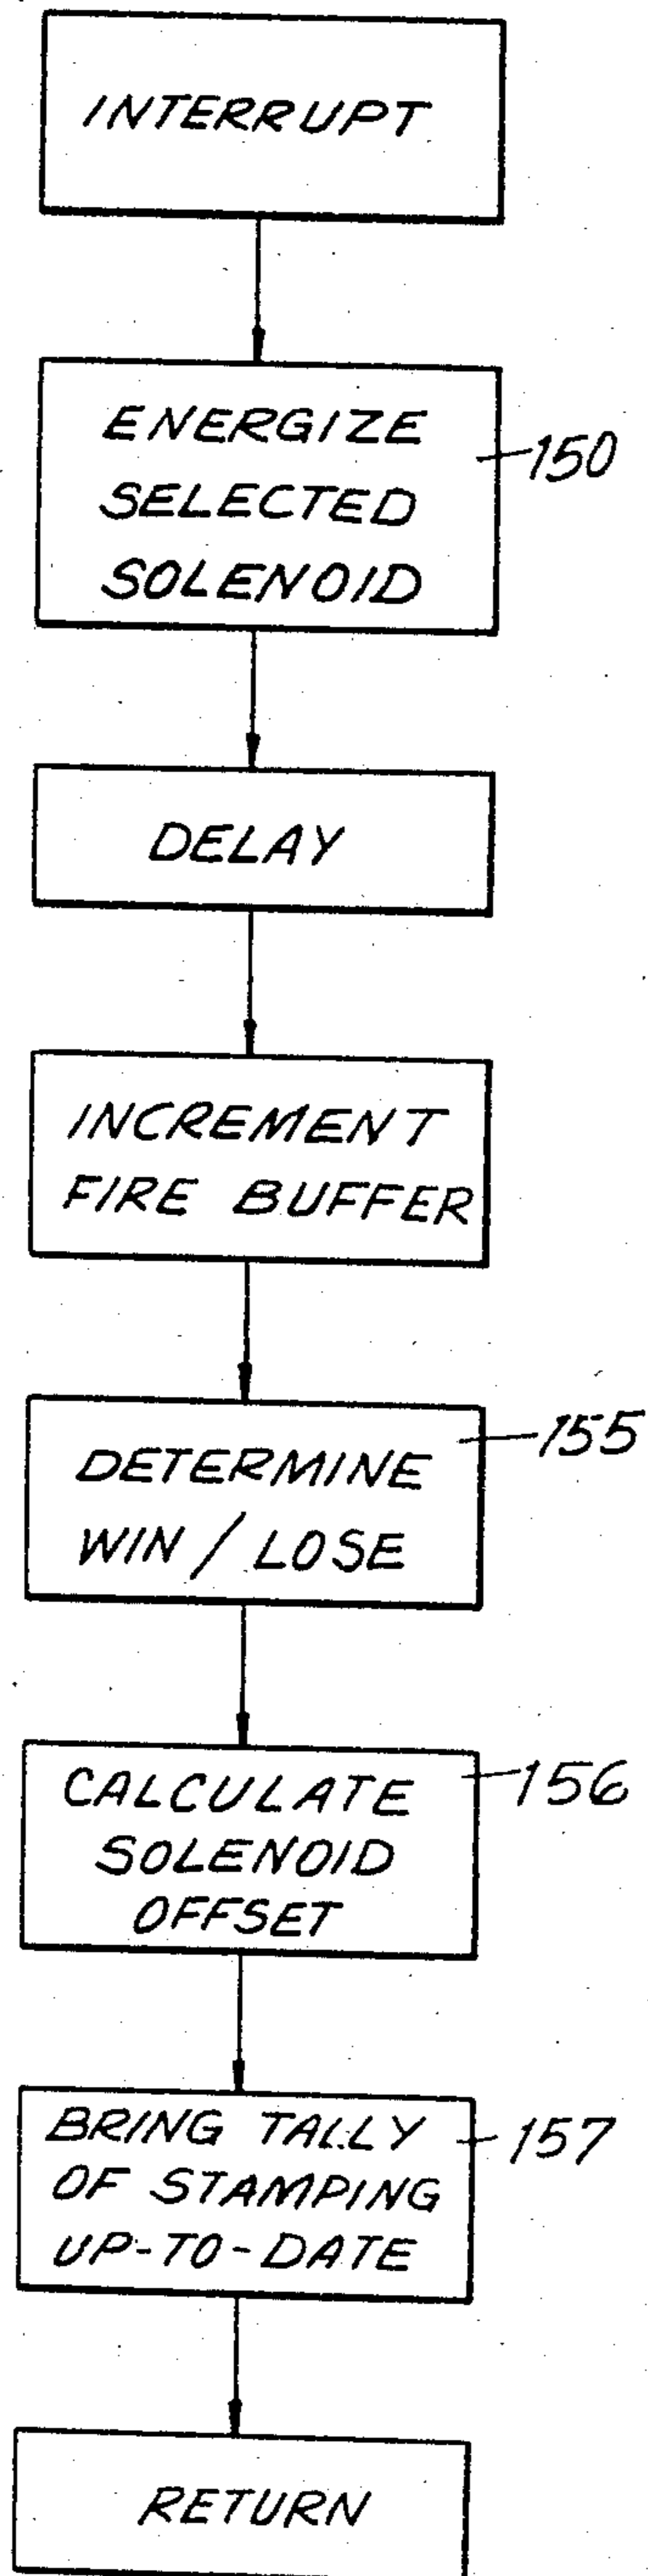 INTERRUPT
ENERGIZE
SELECTED
SOLENOID
150
DELAY
INCREMENT
FIRE BUFFER
DETERMINE
WIN / LOSE
155
CALCULATE
SOLENOID
OFFSET
156
BRING TALLY
OF STAMPING
UP-TO-DATE
157
RETURN